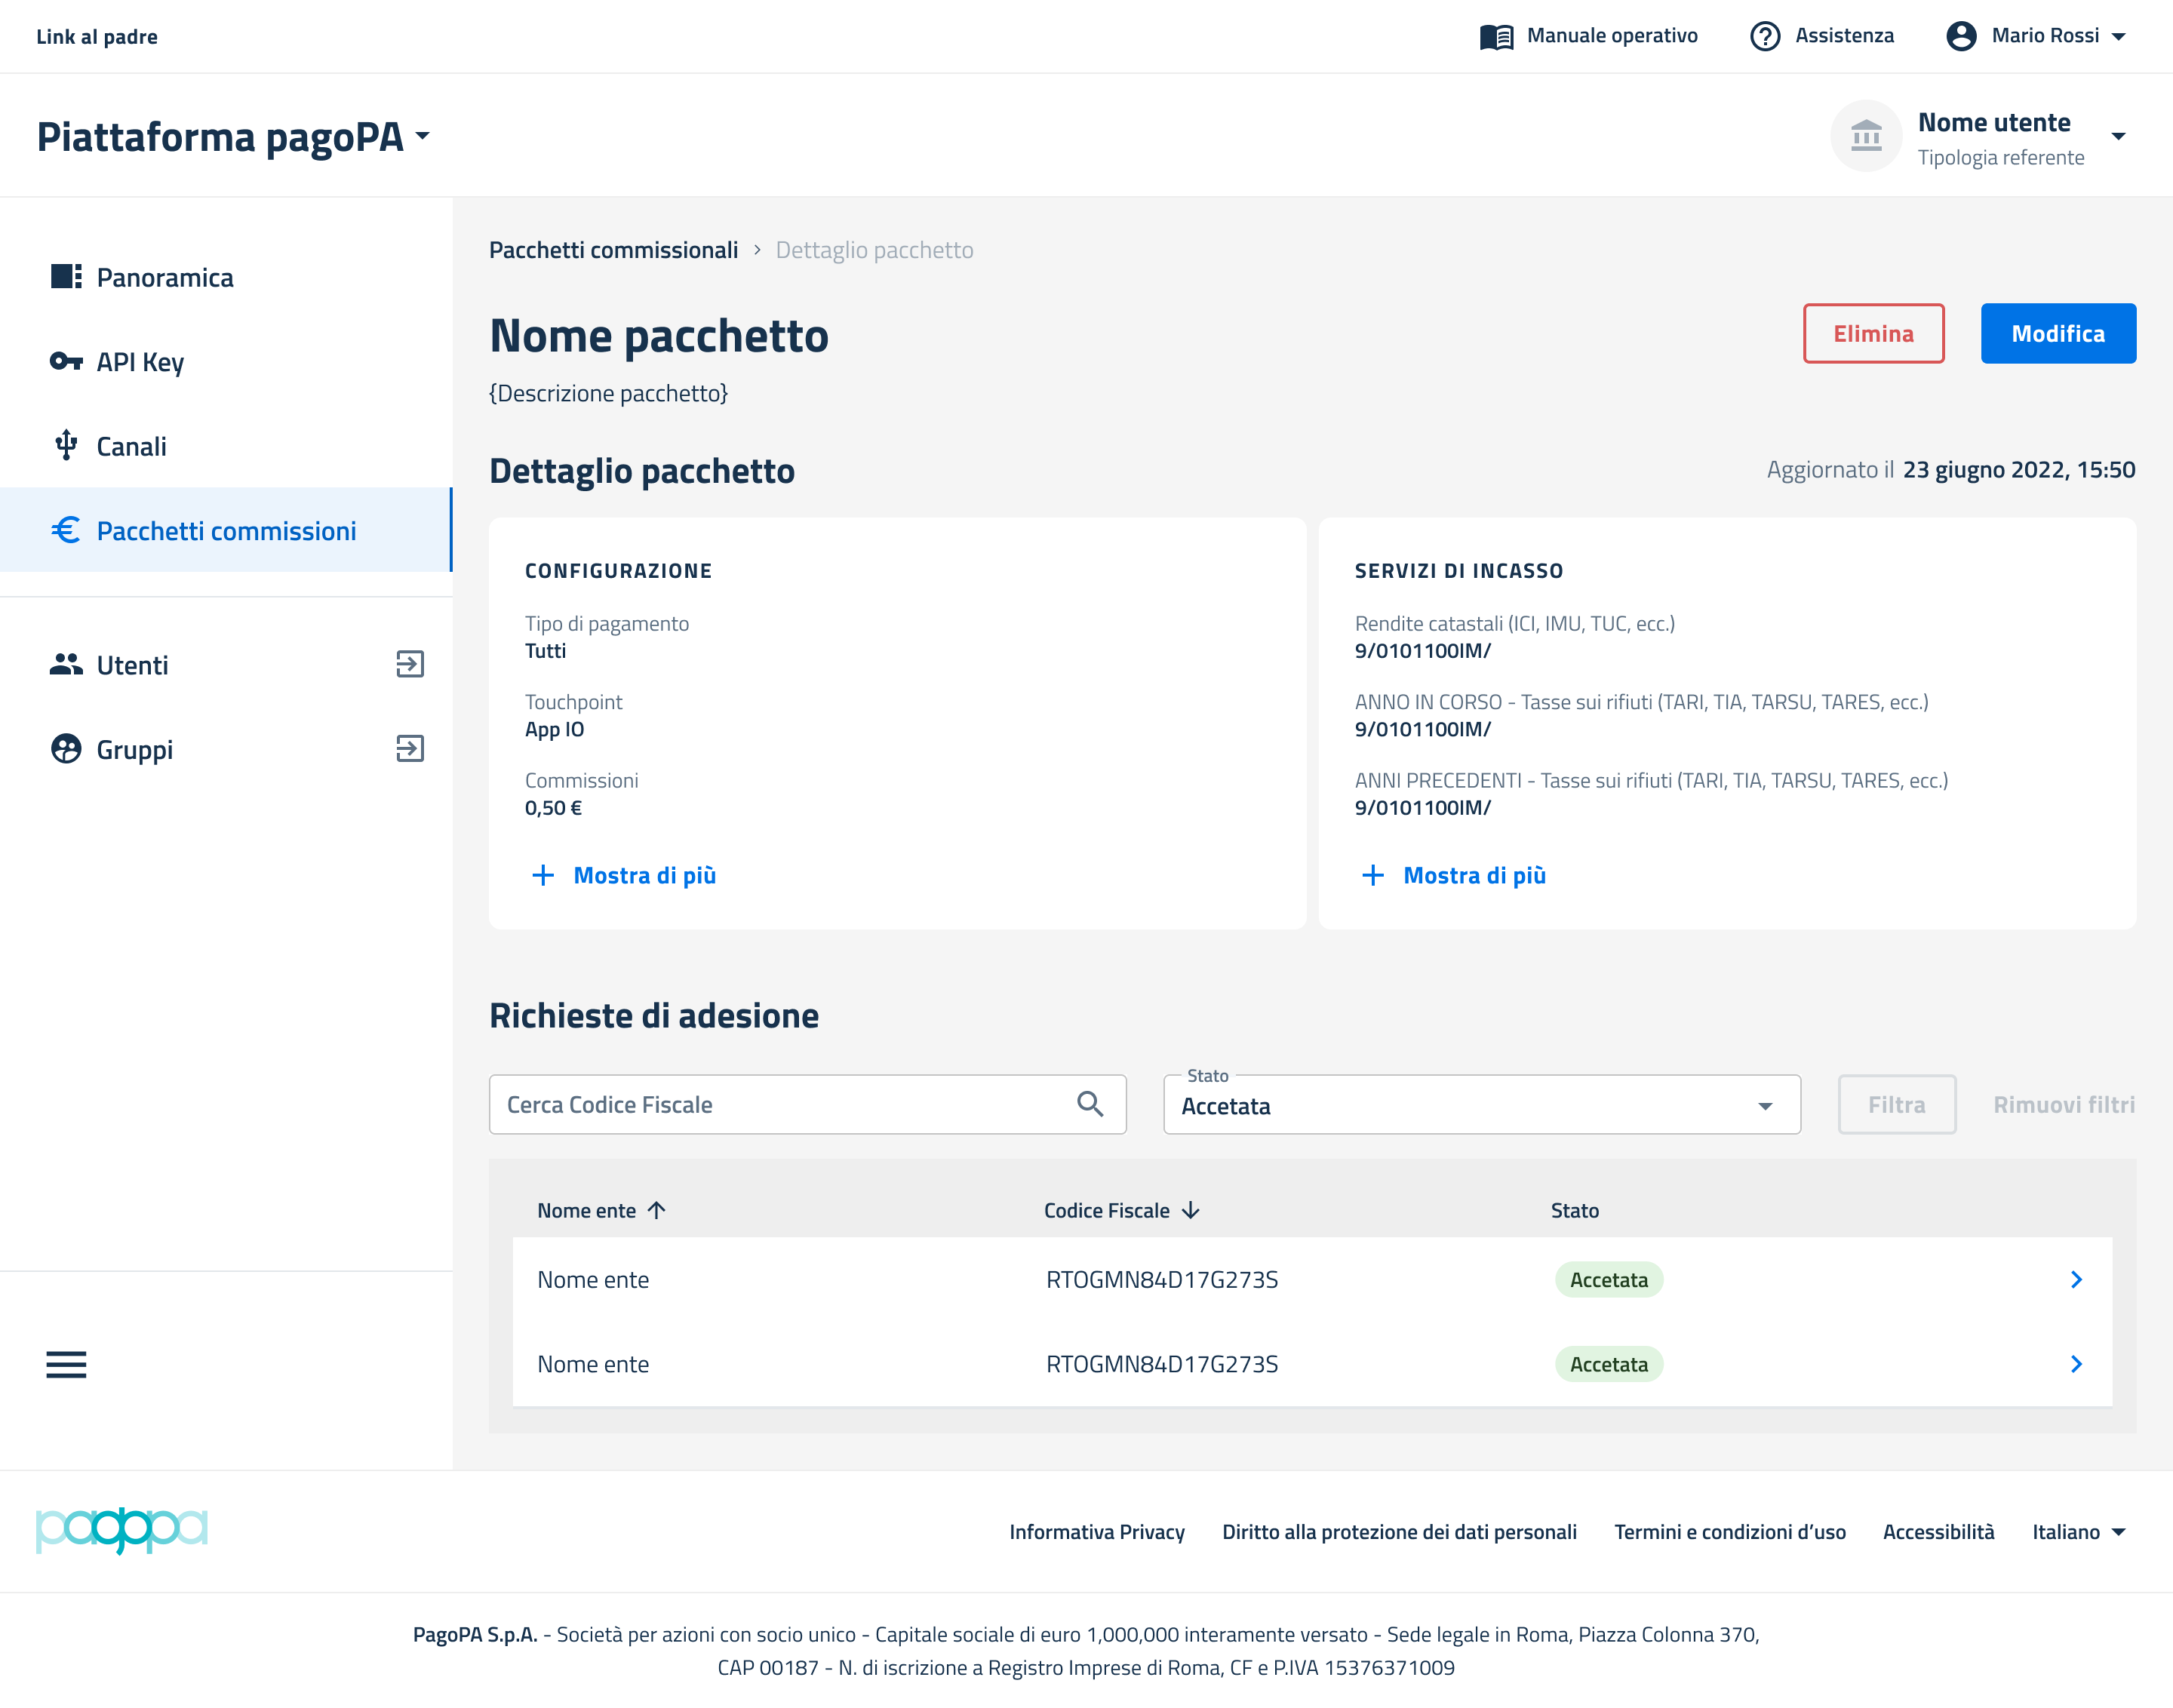 Link al padre
Manuale operativo
Assistenza
Mario Rossi
Piattaforma pagoPA
Nome utente
Tipologia referente
Panoramica
API Key
Canali
Pacchetti commissioni
Utenti
Gruppi
Pacchetti commissionali > Dettaglio pacchetto
Nome pacchetto
Elimina
Modifica
{Descrizione pacchetto}
Dettaglio pacchetto
Aggiornato il 23 giugno 2022, 15:50
CONFIGURAZIONE
Tipo di pagamento
Tutti
Touchpoint
App IO
Commissioni
0,50 €
Mostra di più
SERVIZI DI INCASSO
Rendite catastali (ICI, IMU, TUC, ecc.)
9/0101100IM/
ANNO IN CORSO - Tasse sui rifiuti (TARI, TIA, TARSU, TARES, ecc.)
9/0101100IM/
ANNI PRECEDENTI - Tasse sui rifiuti (TARI, TIA, TARSU, TARES, ecc.)
9/0101100IM/
Mostra di più
Richieste di adesione
Cerca Codice Fiscale
Stato
Accetata
Filtra
Rimuovi filtri
Nome ente
Codice Fiscale
Stato
Nome ente
RTOGMN84D17G273S
Accetata
Nome ente
RTOGMN84D17G273S
Accetata
pagopa
Informativa Privacy
Diritto alla protezione dei dati personali
Termini e condizioni d’uso
Accessibilità
Italiano
PagoPA S.p.A. - Società per azioni con socio unico - Capitale sociale di euro 1,000,000 interamente versato - Sede legale in Roma, Piazza Colonna 370,
CAP 00187 - N. di iscrizione a Registro Imprese di Roma, CF e P.IVA 15376371009